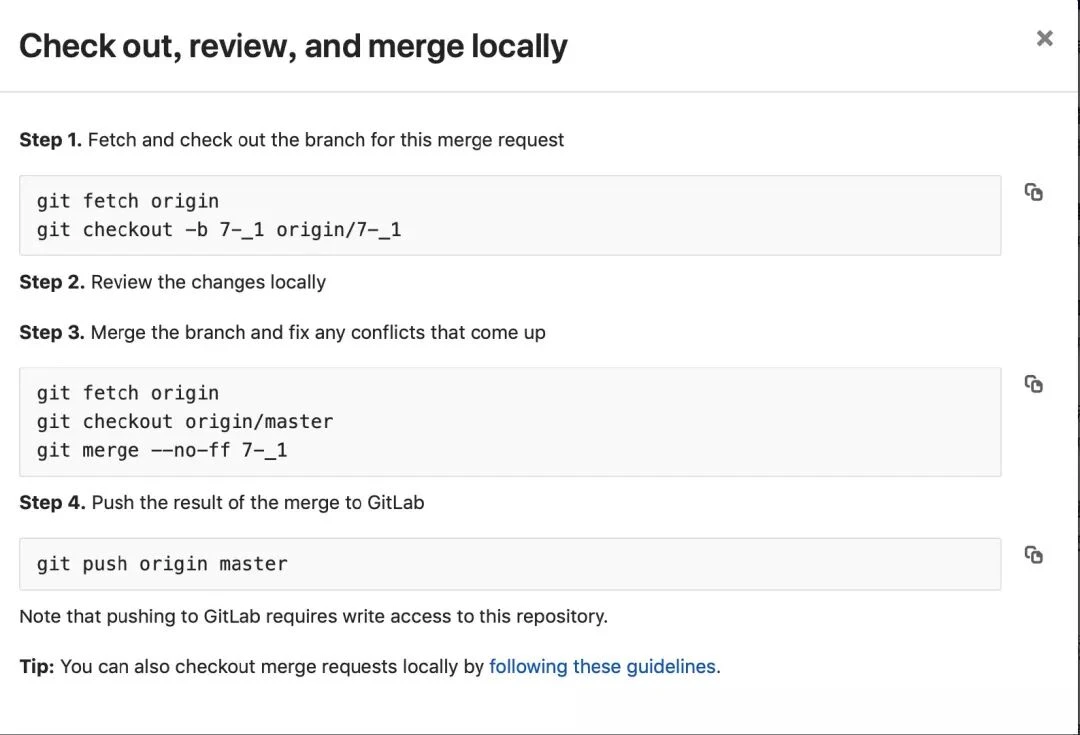 Check out, review, and merge locally
Step 1. Fetch and check out the branch for this merge request
git fetch origin
git checkout -b 7-_1 origin/7-_1
Step 2. Review the changes locally
Step 3. Merge the branch and fix any conflicts that come up
git fetch origin
git checkout origin/master
git merge --no-ff 7-_1
Step 4. Push the result of the merge to GitLab
git push origin master
Note that pushing to GitLab requires write access to this repository.
Tip: You can also checkout merge requests locally by following these guidelines.